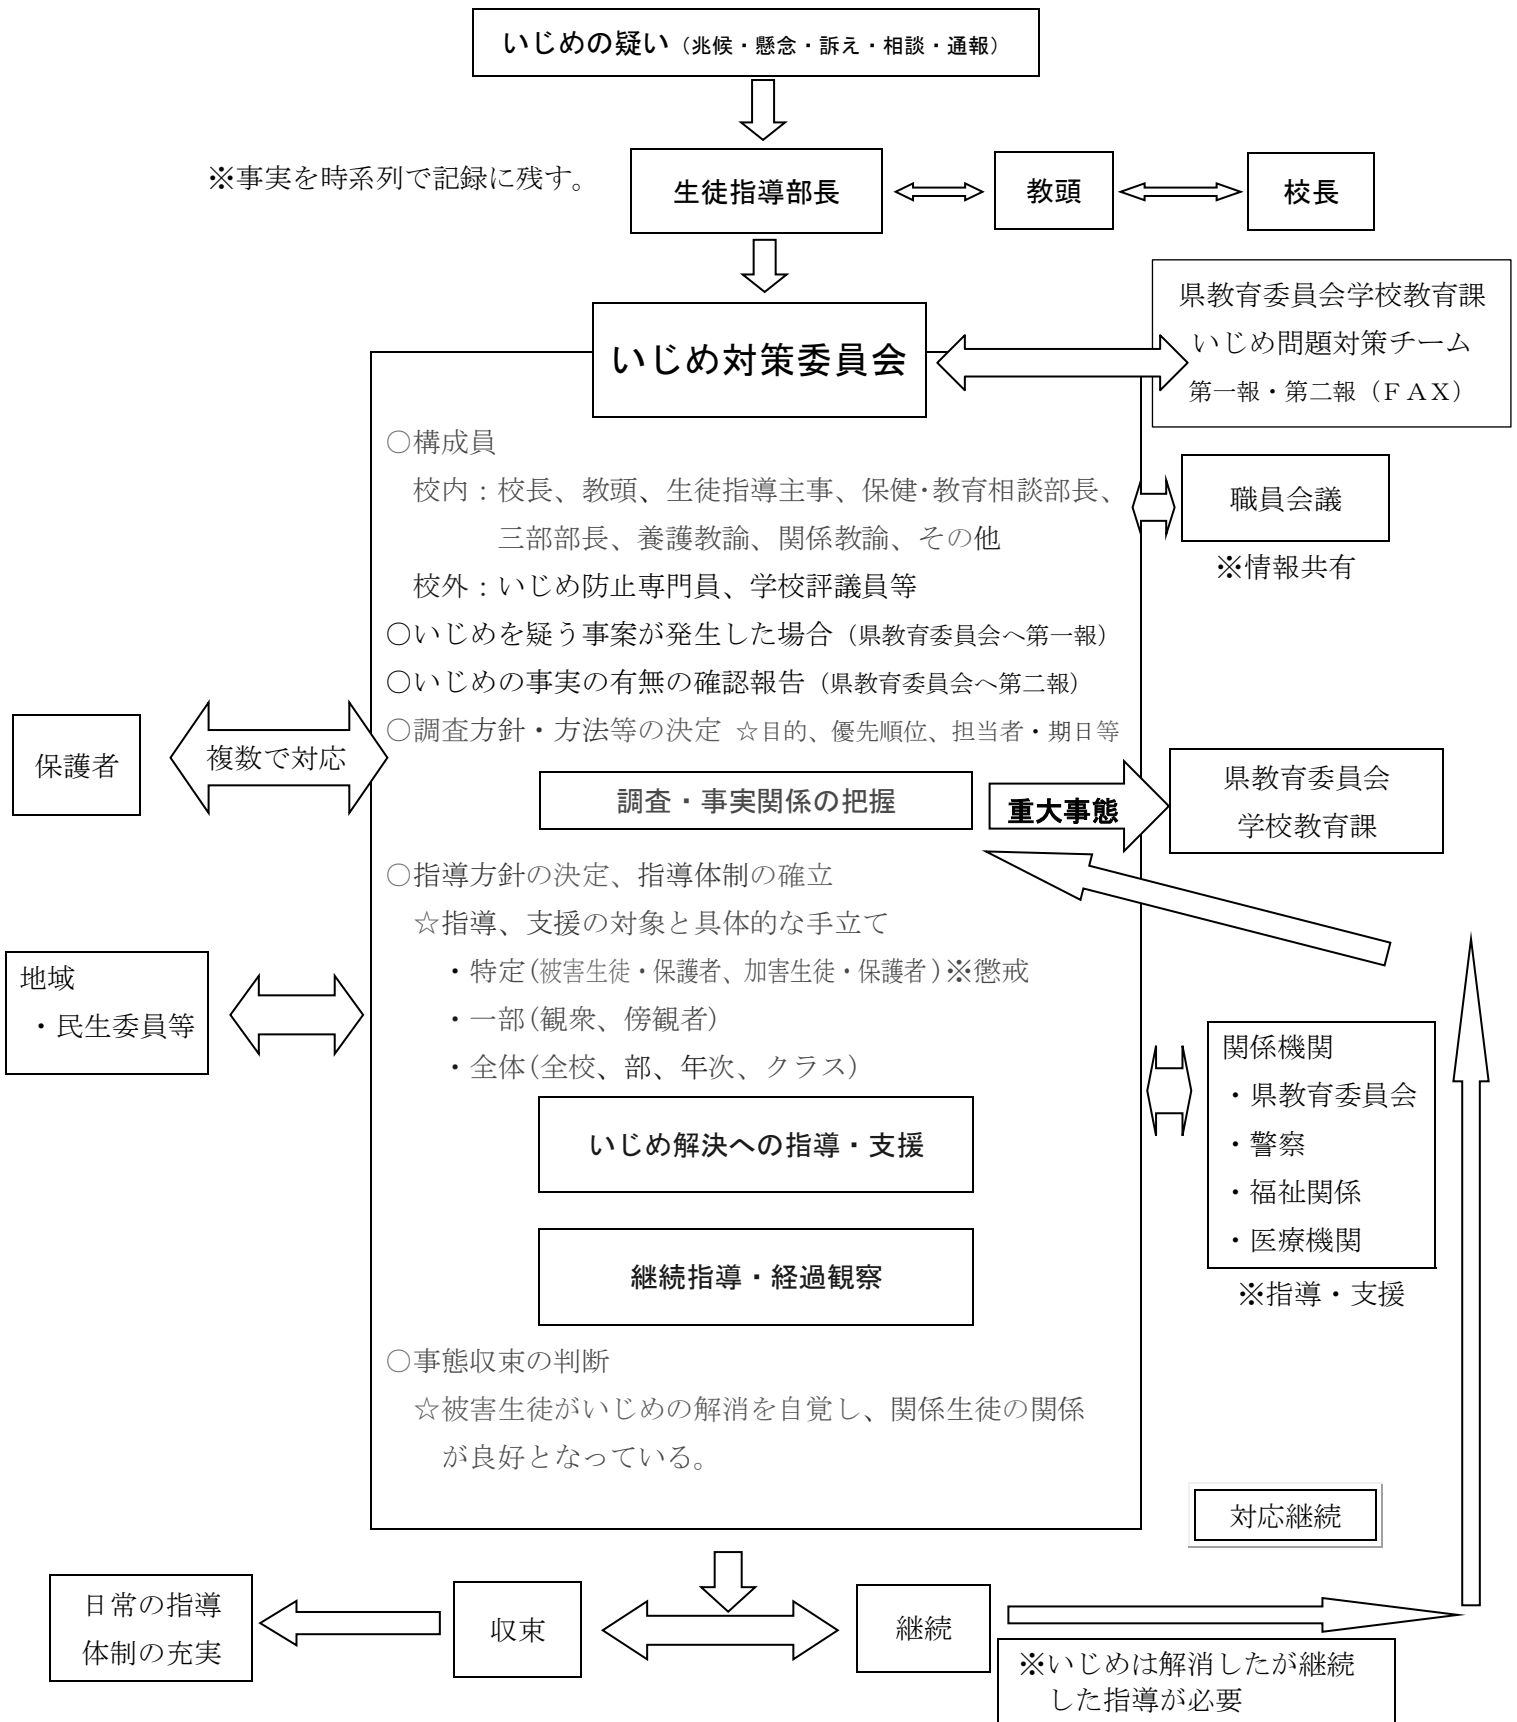 いじめの疑い（兆候・懸念・訴え・相談・通報）
※事実を時系列で記録に残す。
生徒指導部長
教頭
校長
県教育委員会学校教育課
いじめ問題対策チーム
第一報・第二報（ＦＡＸ）
いじめ対策委員会
○構成員
校内：校長、教頭、生徒指導主事、保健･教育相談部長、
三部部長、養護教諭、関係教諭、その他
校外：いじめ防止専門員、学校評議員等
職員会議
※情報共有
○いじめを疑う事案が発生した場合（県教育委員会へ第一報）
○いじめの事実の有無の確認報告（県教育委員会へ第二報）
○調査方針・方法等の決定 ☆目的、優先順位、担当者・期日等
保護者
複数で対応
調査・事実関係の把握
重大事態
県教育委員会
学校教育課
○指導方針の決定、指導体制の確立
☆指導、支援の対象と具体的な手立て
・特定(被害生徒・保護者、加害生徒・保護者)※懲戒
・一部(観衆、傍観者)
・全体(全校、部、年次、クラス)
地域
・民生委員等
関係機関
・県教育委員会
・警察
・福祉関係
・医療機関
※指導・支援
いじめ解決への指導・支援
継続指導・経過観察
○事態収束の判断
☆被害生徒がいじめの解消を自覚し、関係生徒の関係
が良好となっている。
対応継続
日常の指導
体制の充実
収束
継続
※いじめは解消したが継続
した指導が必要